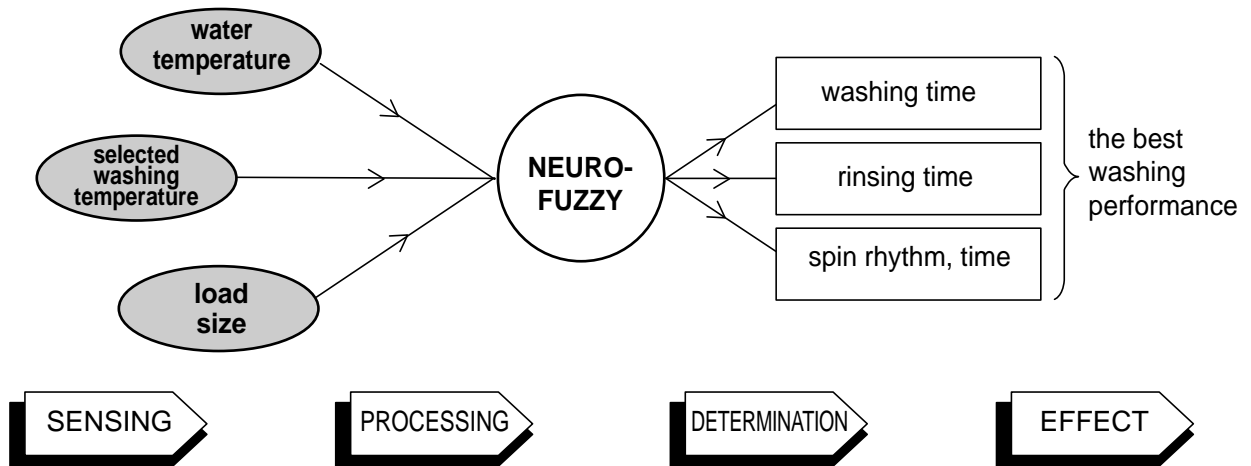 water
temperature
selected
washing
temperature
load
size
NEURO-
FUZZY
washing time
rinsing time
spin rhythm, time
the best
washing
performance
SENSING
PROCESSING
DETERMINATION
EFFECT